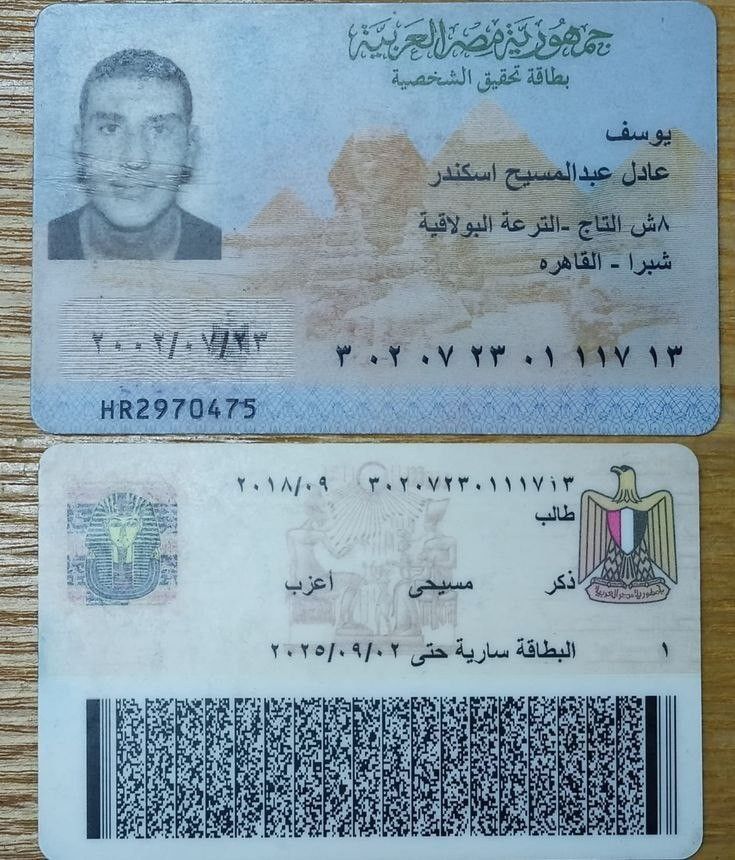 جمهورية مصر العربية
بطاقة تحقيق الشخصية
يوسف
عادل عبدالمسيح اسكندر
٨ش التاج -الترعة البولاقية
شبرا - القاهره
٢٠٠٢/٠٧/٢٣
٣ ٠٢ ٠٧ ٢٣ ٠١ ١١٧ ١٣
HR2970475
٣٠٢٠٧٢٣٠١١١٧١٣ ٢٠١٨/٠٩
طالب
ذكر مسيحى أعزب
١ البطاقة سارية حتى ٢٠٢٥/٠٩/٠٢